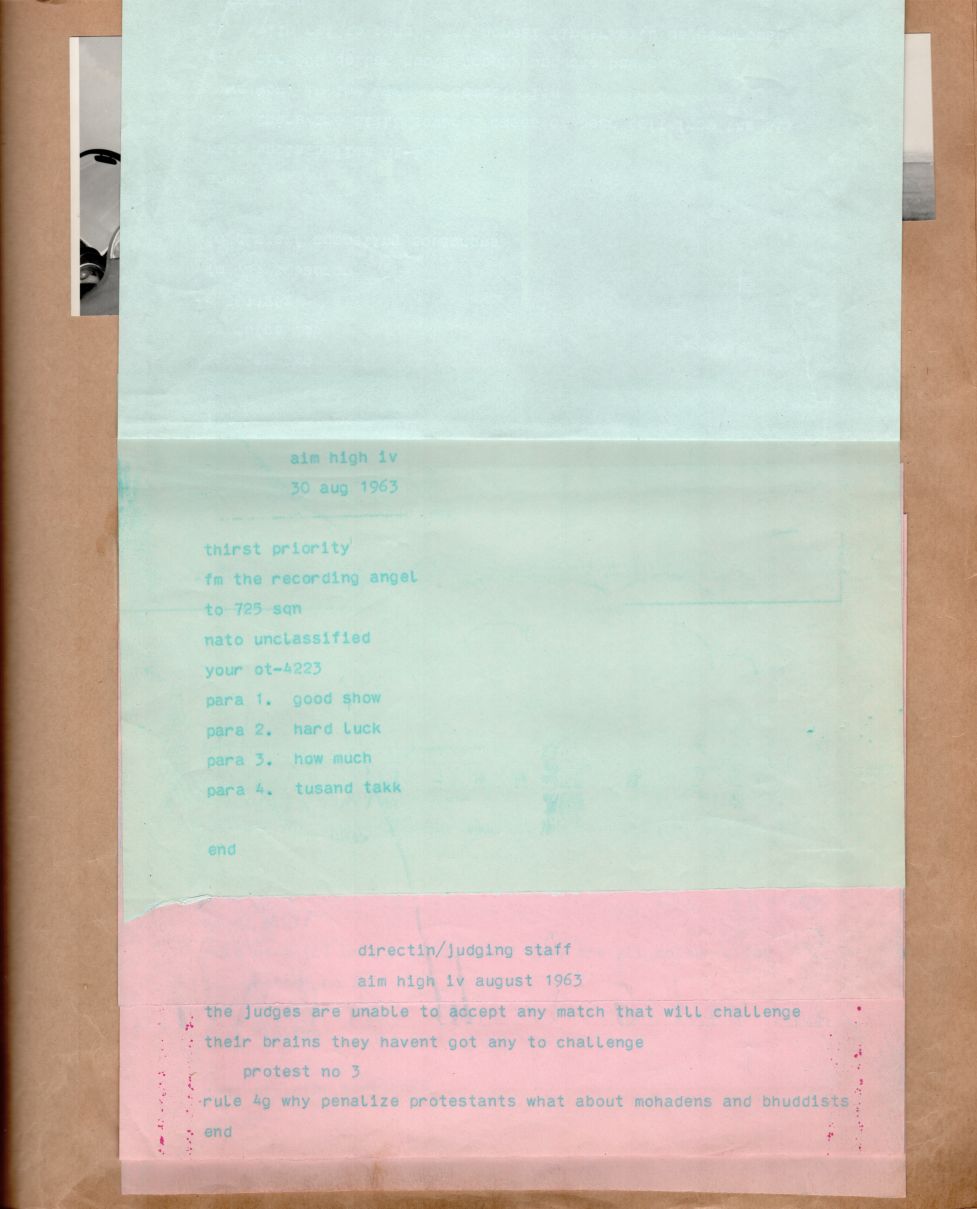 aim high iv
30 aug 1963
thirst priority
fm the recording angel
to 725 sqn
nato unclassified
your ot-4223
para 1. good show
para 2. hard luck
para 3. how much
para 4. tusand takk
end
directin/judging staff
aim high iv august 1963
the judges are unable to accept any match that will challenge
their brains they havent got any to challenge
protest no 3
rule 4g why penalize protestants what about mohadens and bhuddists
end